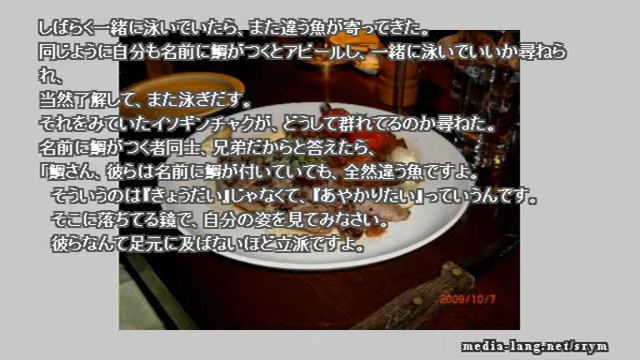 しばらく一緒に泳いでいたら、また違う魚が寄ってきた。
同じように自分も名前に鯛がつくとアピールし、一緒に泳いでいいか尋ねら
れ、
当然了解して、また泳ぎだす。
それをみていたイソギンチャクが、どうして群れてるのか尋ねた。
名前に鯛がつく者同士、兄弟だからと答えたら、
「鯛さん、彼らは名前に鯛が付いていても、全然違う魚ですよ。
そういうのは『きょうだい』じゃなくて、『あやかりたい』っていうんです。
そこに落ちてる鏡で、自分の姿を見てみなさい。
彼らなんて足元に及ばないほど立派ですよ。
2009/10/7
media-lang-net/srym